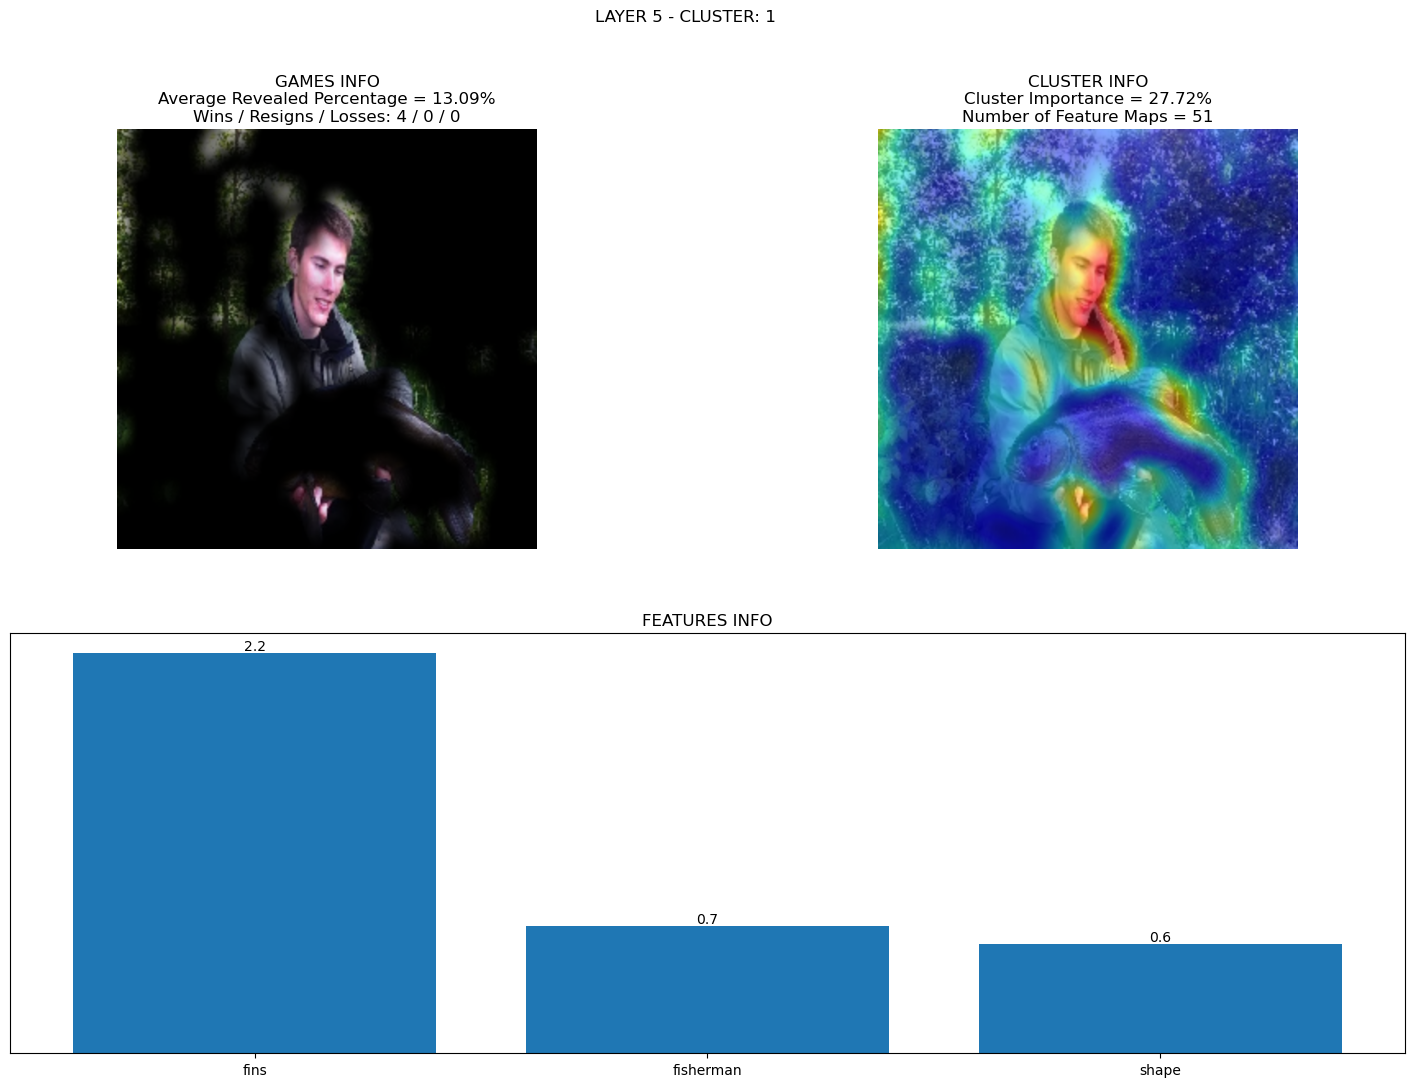 LAYER 5 - CLUSTER: 1
GAMES INFO
Average Revealed Percentage = 13.09%
Wins / Resigns / Losses: 4 / 0 / 0
CLUSTER INFO
Cluster Importance = 27.72%
Number of Feature Maps = 51
FEATURES INFO
2.2
0.7
0.6
fins
fisherman
shape